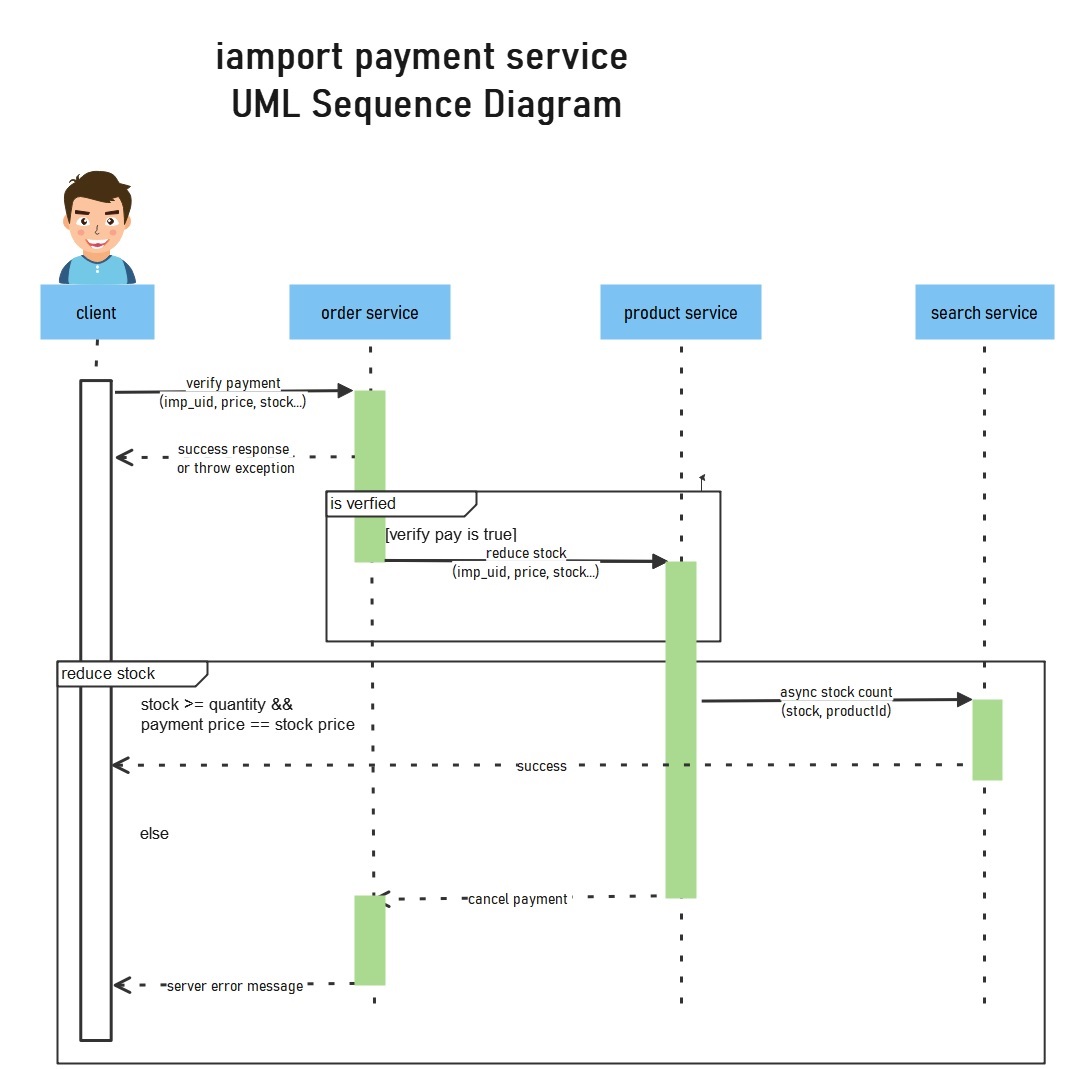 iamport payment service
UML Sequence Diagram
client
order service
product service
search service
verify payment
(imp_uid, price, stock...)
success response
or throw exception
is verfied
[verify pay is true]
reduce stock
(imp_uid, price, stock...)
reduce stock
stock >= quantity &&
payment price == stock price
async stock count
(stock, productId)
success
else
cancel payment
server error message